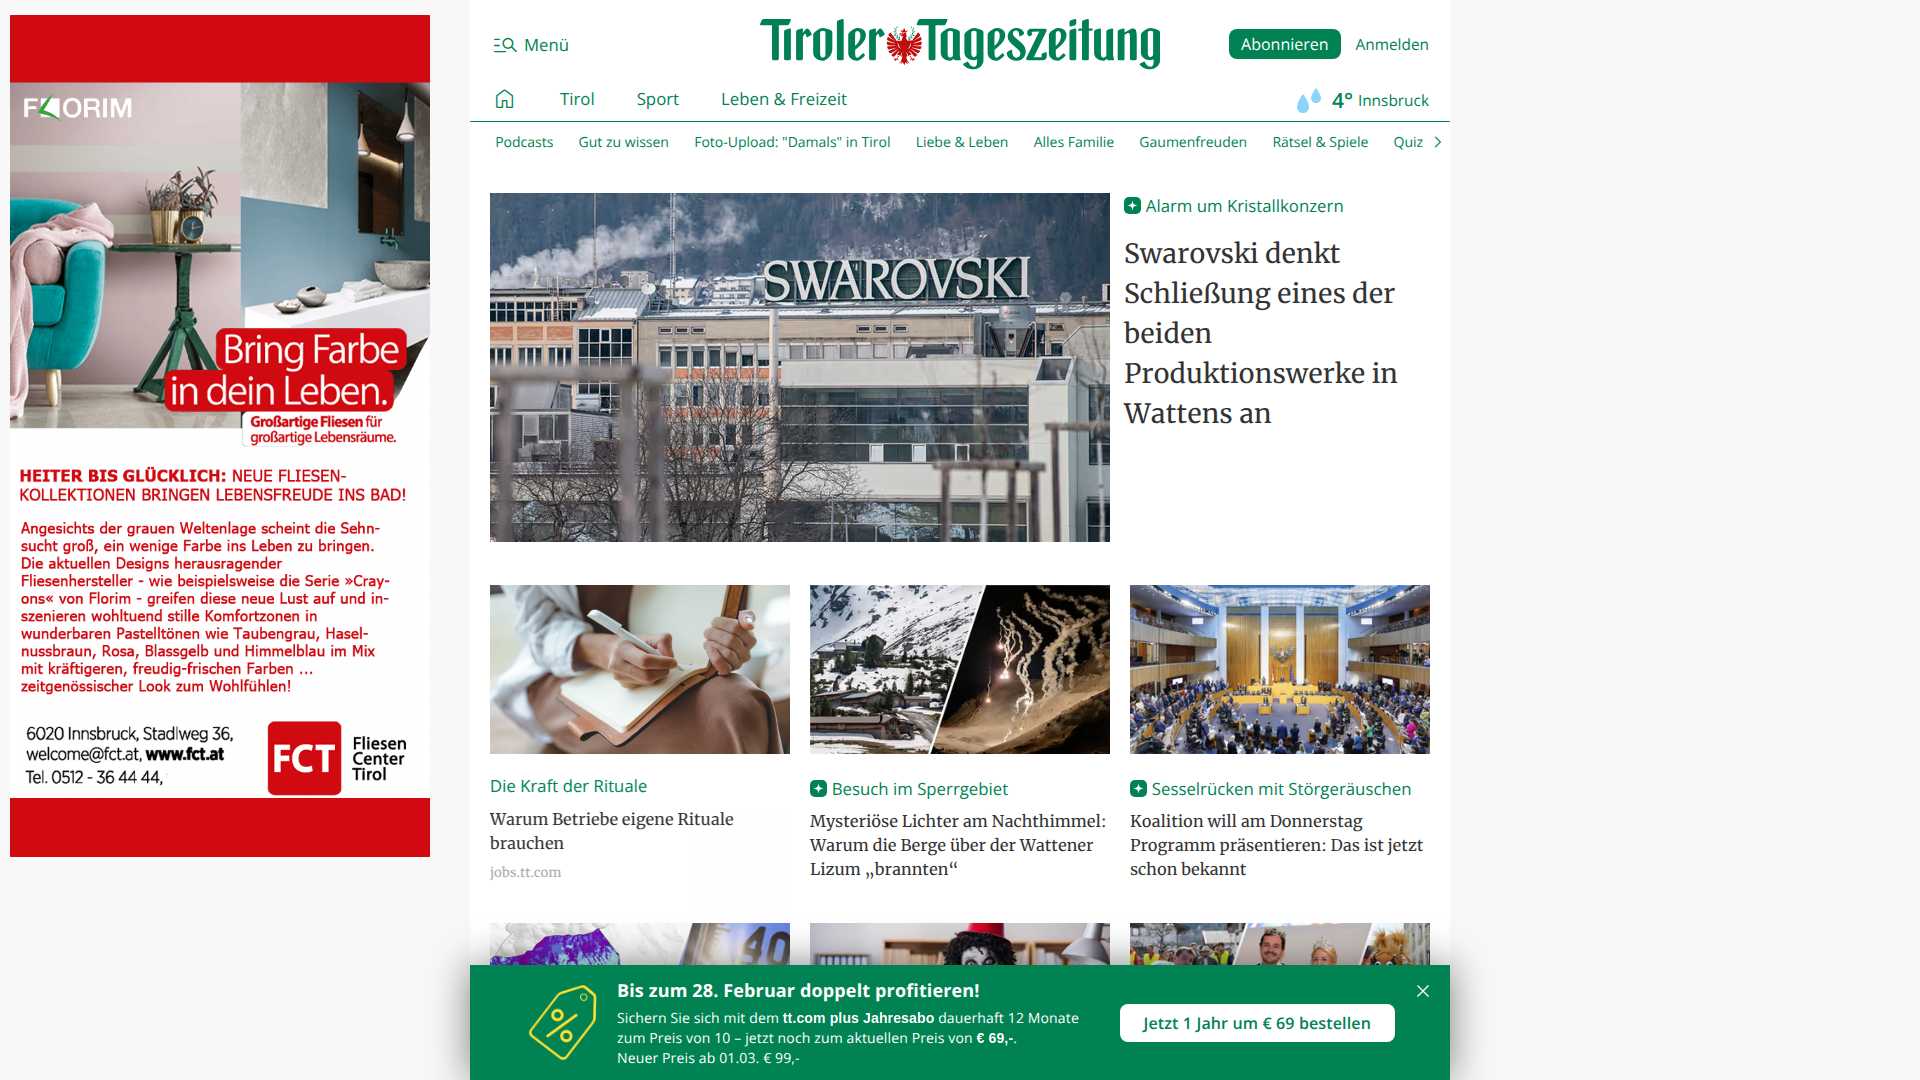 FLORIM
Bring Farbe
in dein Leben.
Großartige Fliesen für
großartige Lebensräume.
HEITER BIS GLÜCKLICH: NEUE FLIESEN-
KOLLEKTIONEN BRINGEN LEBENSFREUDE INS BAD!
Angesichts der grauen Weltenlage scheint die Sehn-
sucht groß, ein wenige Farbe ins Leben zu bringen.
Die aktuellen Designs herausragender
Fliesenhersteller - wie beispielsweise die Serie »Cray-
ons« von Florim - greifen diese neue Lust auf und in-
szenieren wohltuend stille Komfortzonen in
wunderbaren Pastelltönen wie Taubengrau, Hasel-
nussbraun, Rosa, Blassgelb und Himmelblau im Mix
mit kräftigeren, freudig-frischen Farben ...
zeitgenössischer Look zum Wohlfühlen!
6020 Innsbruck, Stadlweg 36,
welcome@fct.at, www.fct.at
Tel. 0512 - 36 44 44,
FCT
Fliesen
Center
Tirol
Menü
Tiroler Tageszeitung
Abonnieren
Anmelden
Tirol
Sport
Leben & Freizeit
4° Innsbruck
Podcasts
Gut zu wissen
Foto-Upload: "Damals" in Tirol
Liebe & Leben
Alles Familie
Gaumenfreuden
Rätsel & Spiele
Quiz
SWAROVSKI
Alarm um Kristallkonzern
Swarovski denkt
Schließung eines der
beiden
Produktionswerke in
Wattens an
Die Kraft der Rituale
Warum Betriebe eigene Rituale
brauchen
jobs.tt.com
Besuch im Sperrgebiet
Mysteriöse Lichter am Nachthimmel:
Warum die Berge über der Wattener
Lizum „brannten“
Sesselrücken mit Störgeräuschen
Koalition will am Donnerstag
Programm präsentieren: Das ist jetzt
schon bekannt
40
Bis zum 28. Februar doppelt profitieren!
Sichern Sie sich mit dem tt.com plus Jahresabo dauerhaft 12 Monate
zum Preis von 10 – jetzt noch zum aktuellen Preis von € 69,-.
Neuer Preis ab 01.03. € 99,-
Jetzt 1 Jahr um € 69 bestellen